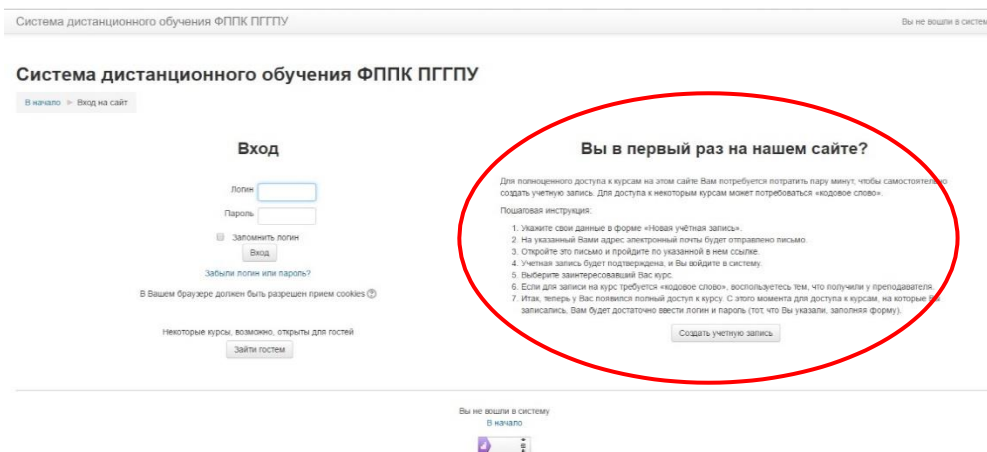 Система дистанционного обучения ФППК ПГГПУ
Вы не вошли в систем
Система дистанционного обучения ФППК ПГГПУ
В начало ► Вход на сайт
Вход
Логин
Пароль
Запомнить логин
Вход
Забыли логин или пароль?
В Вашем браузере должен быть разрешен прием cookies
Некоторые курсы, возможно, открыты для гостей
Зайти гостем
Вы в первый раз на нашем сайте?
Для полноценного доступа к курсам на этом сайте Вам потребуется потратить пару минут, чтобы самостоятельно
создать учетную запись. Для доступа к некоторым курсам может потребоваться «кодовое слово».
Пошаговая инструкция:
1. Укажите свои данные в форме «Новая учётная запись».
2. На указанный Вами адрес электронный почты будет отправлено письмо.
3. Откройте это письмо и пройдите по указанной в нем ссылке.
4. Учетная запись будет подтверждена, и Вы войдите в систему.
5. Выберите заинтересовавший Вас курс.
6. Если для записи на курс требуется «кодовое слово», воспользуетесь тем, что получили у преподавателя.
7. Итак, теперь у Вас появился полный доступ к курсу. С этого момента для доступа к курсам, на которые Вы
записались, Вам будет достаточно ввести логин и пароль (тот, что Вы указали, заполняя форму).
Создать учетную запись
Вы не вошли в систему
В начало